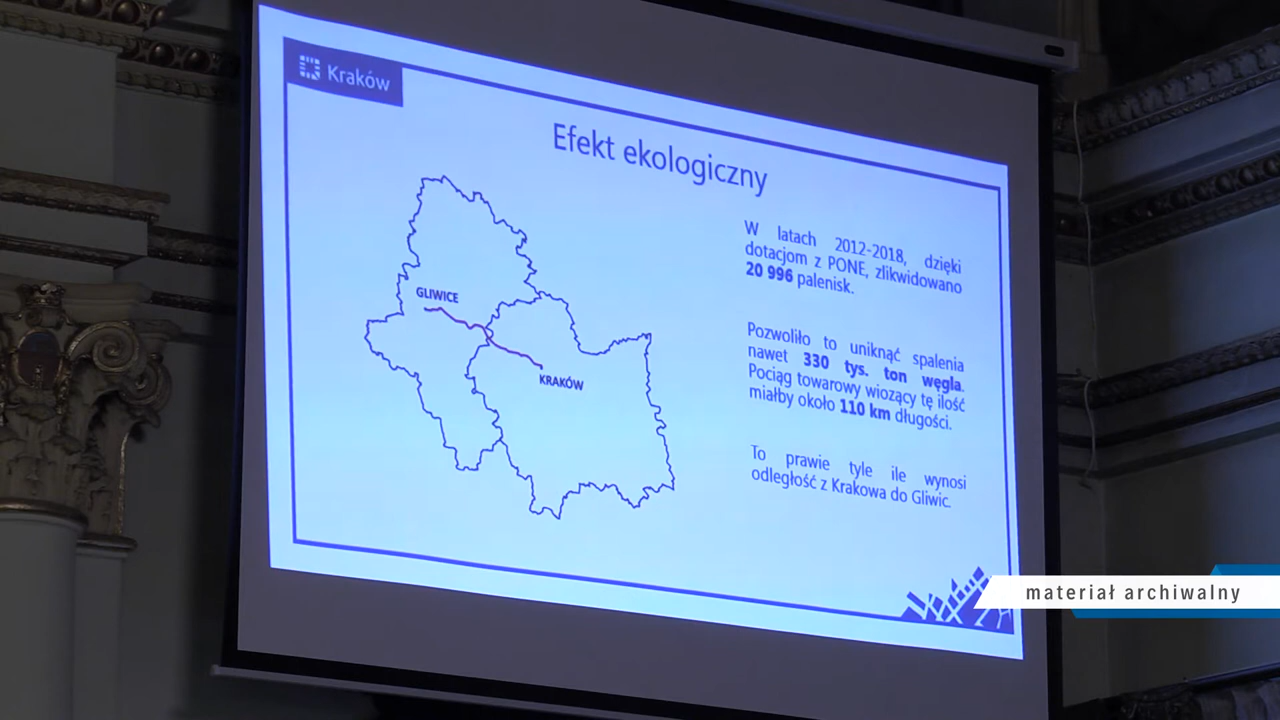 Kraków
Efekt ekologiczny
W latach 2012-2018, dzięki
dotacjom z PONE, zlikwidowano
20 996 palenisk.
Pozwoliło to uniknąć spalenia
nawet 330 tys. ton węgla.
Pociąg towarowy wiozący tę ilość
miałby około 110 km długości.
To prawie tyle ile wynosi
odległość z Krakowa do Gliwic.
GLIWICE
KRAKÓW
materiał archiwalny